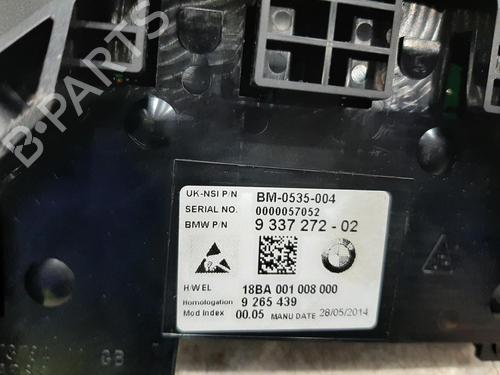 B-PARTS
UK-NSI P/N BM-0535-004
SERIAL NO. 0000057052
BMW P/N 9 337 272 - 02
H/W EL 18BA 001 008 000
Homologation 9 265 439
Mod Index 00.05 MANU DATE 28/05/2014
GB